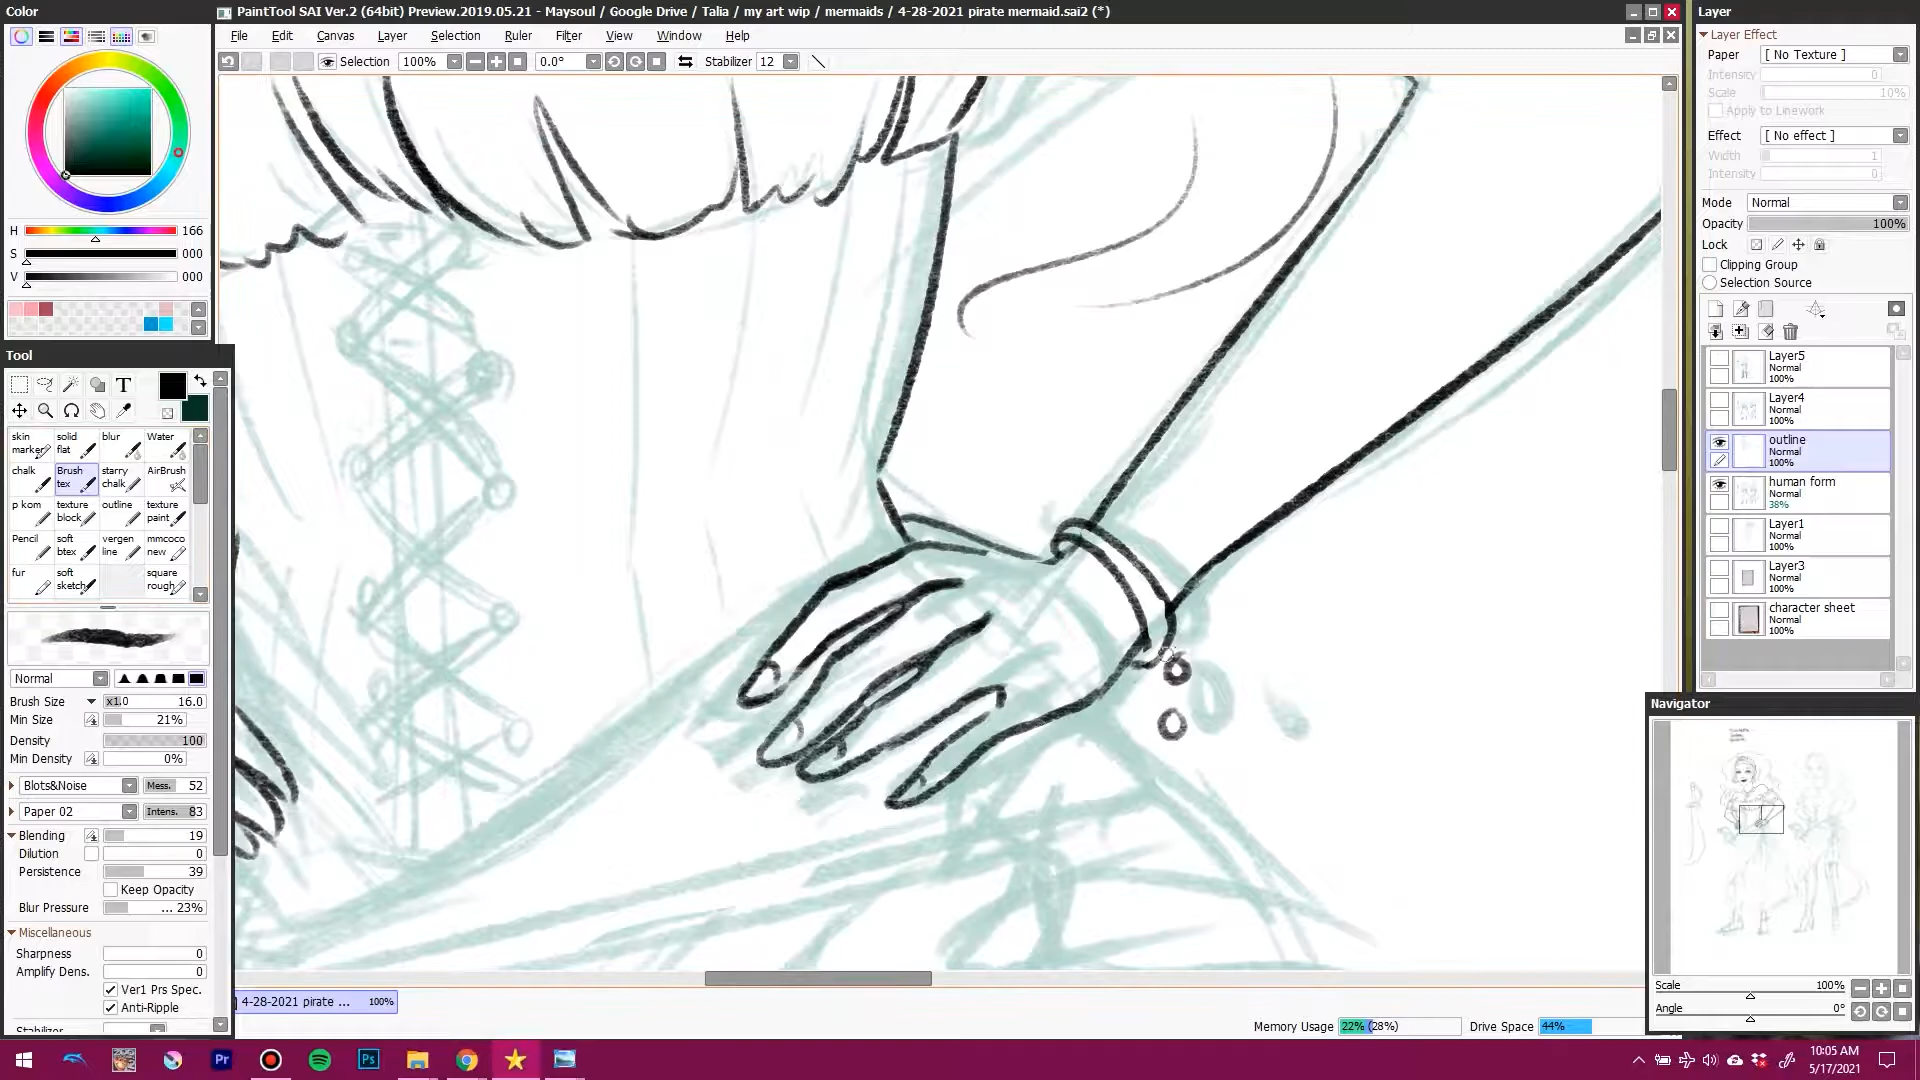 Color
PaintTool SAI Ver.2 (64bit) Preview.2019.05.21 - Maysoul / Google Drive / Talia / my art wip / mermaids / 4-28-2021 pirate mermaid.sai2 (*)
Layer
File Edit Canvas Layer Selection Ruler Filter View Window Help
Selection 100% 0.0° Stabilizer 12
Layer Effect
Paper [ No Texture ]
Intensity 0
Scale 10%
Apply to Linework
Effect [ No effect ]
Width 1
Intensity 0
Mode Normal
Opacity 100%
Lock
Clipping Group
Selection Source
Layer5
Normal
100%
Layer4
Normal
100%
outline
Normal
100%
human form
Normal
38%
Layer1
Normal
100%
Layer3
Normal
100%
character sheet
Normal
100%
H 166
S 000
V 000
Tool
T
skin marker solid flat blur Water
chalk Brush tex starry chalk AirBrush
p kom texture block outline texture paint
Pencil soft btex vergen line mmcoco new
fur soft sketch square rough
Normal
Brush Size x1.0 16.0
Min Size 21%
Density 100
Min Density 0%
Blots&Noise Mess. 52
Paper 02 Intens. 83
Blending 19
Dilution 0
Persistence 39
Keep Opacity
Blur Pressure ... 23%
Miscellaneous
Sharpness 0
Amplify Dens. 0
Ver1 Prs Spec.
Anti-Ripple
Stabilizer
Navigator
Scale 100%
Angle 0°
4-28-2021 pirate ... 100%
Memory Usage 22% (28%) Drive Space 44%
Pr
Ps
10:05 AM
5/17/2021